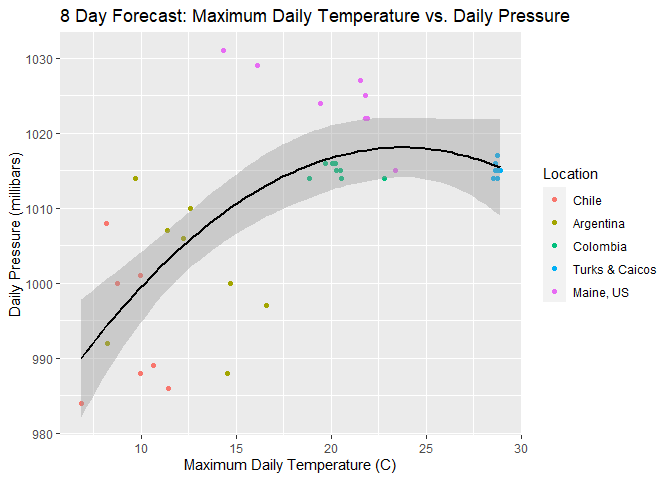 8 Day Forecast: Maximum Daily Temperature vs. Daily Pressure
1030
1020
1010
1000
990
980
Daily Pressure (millibars)
10
15
20
25
30
Maximum Daily Temperature (C)
Location
Chile
Argentina
Colombia
Turks & Caicos
Maine, US